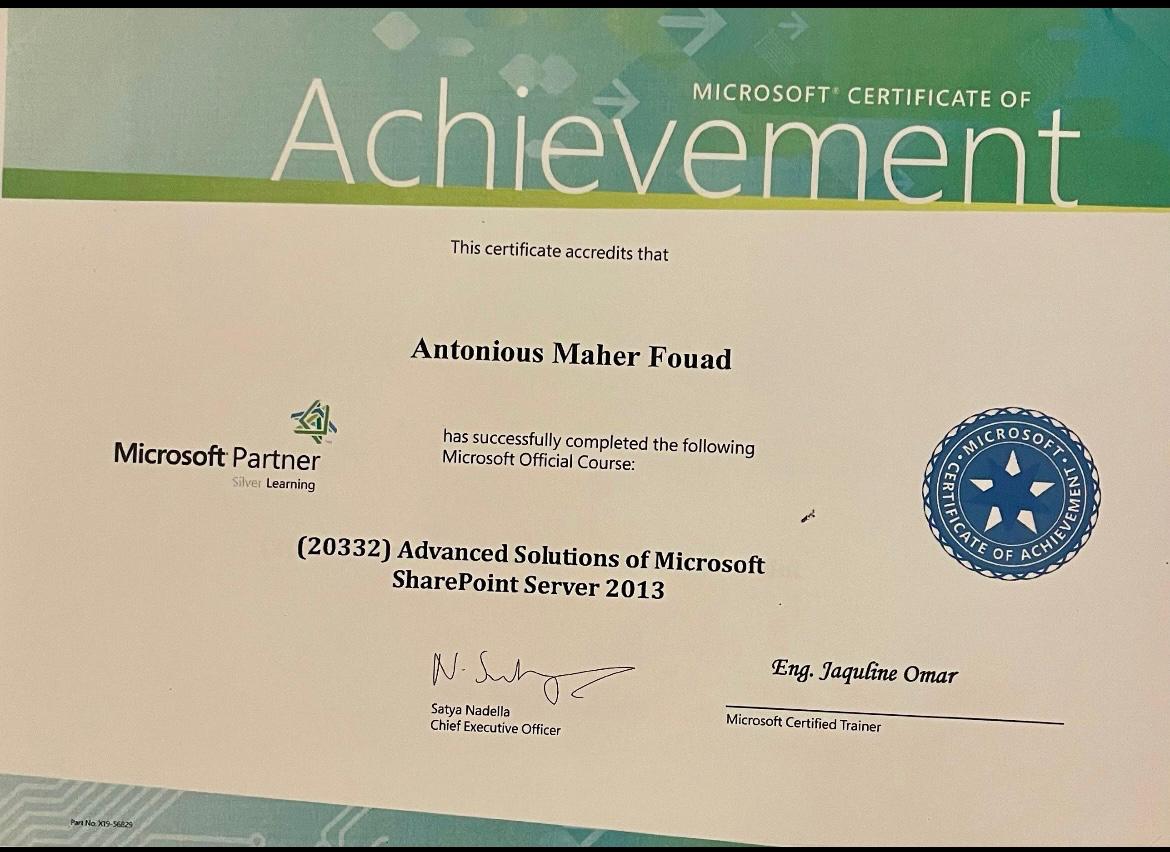 MICROSOFT® CERTIFICATE OF
Achievement
This certificate accredits that
Antonious Maher Fouad
Microsoft Partner
Silver Learning
has successfully completed the following
Microsoft Official Course:
MICROSOFT · CERTIFICATE OF ACHIEVEMENT ·
(20332) Advanced Solutions of Microsoft
SharePoint Server 2013
Satya Nadella
Chief Executive Officer
Eng. Jaquline Omar
Microsoft Certified Trainer
Part No. X19-56829